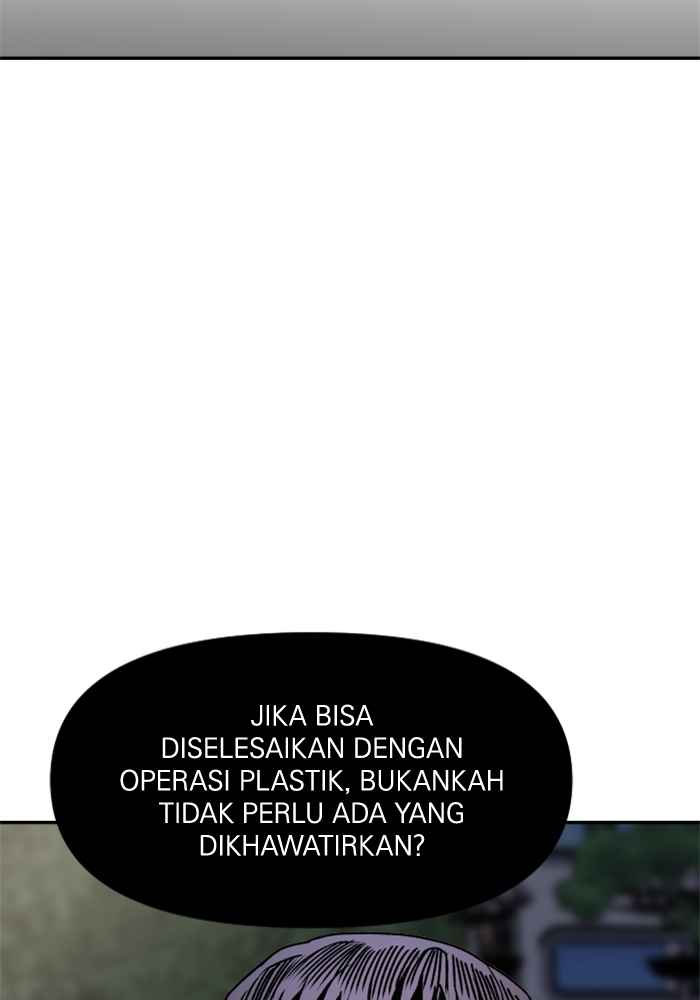 JIKA BISA
DISELESAIKAN DENGAN
OPERASI PLASTIK, BUKANKAH
TIDAK PERLU ADA YANG
DIKHAWATIRKAN?